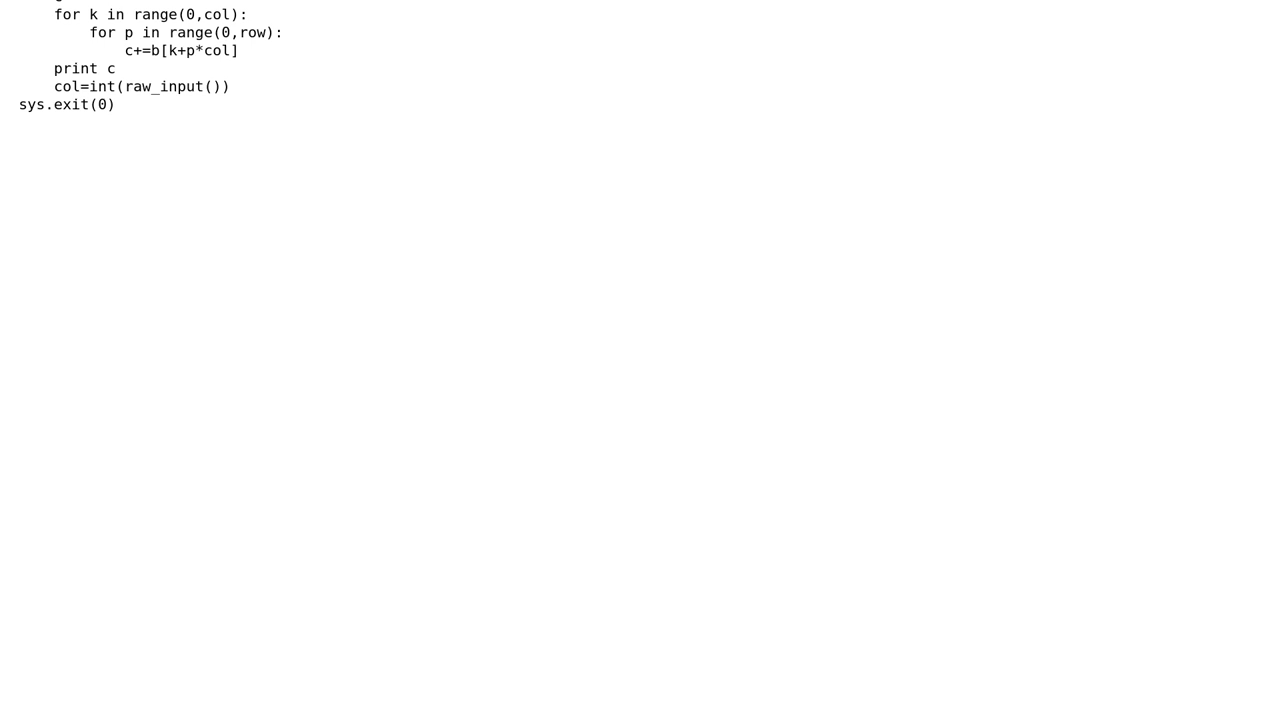 for k in range(0,col):
        for p in range(0,row):
            c+=b[k+p*col]
    print c
    col=int(raw_input())
sys.exit(0)